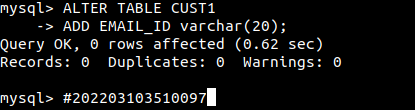 mysql> ALTER TABLE CUST1
    -> ADD EMAIL_ID varchar(20);
Query OK, 0 rows affected (0.62 sec)
Records: 0  Duplicates: 0  Warnings: 0

mysql> #202203103510097